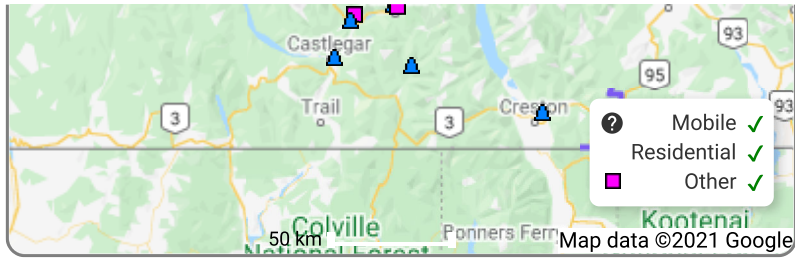 93
Castlegar
95
Trail
Creston
93
3
3
? Mobile ✓
Residential ✓
Other ✓
Colville
National Forest
Kootenai
50 km
Ponners Ferry
Map data ©2021 Google